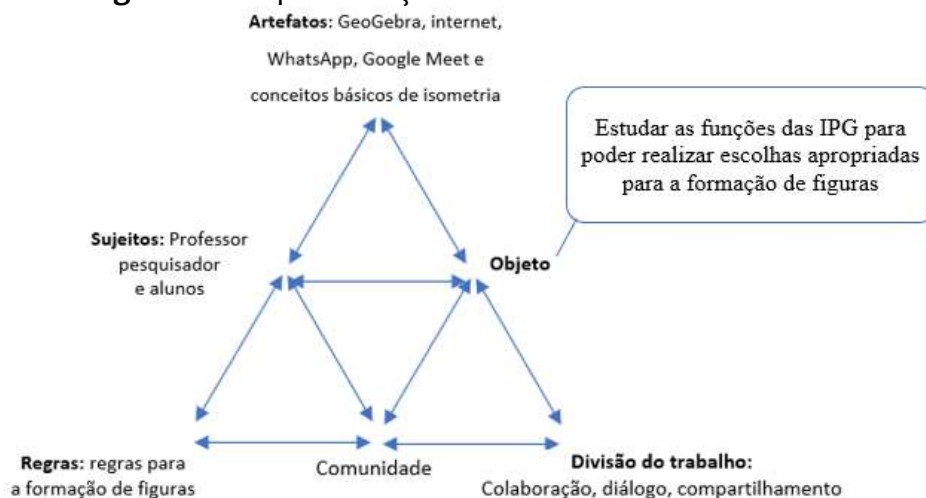 Artefatos: GeoGebra, internet,
WhatsApp, Google Meet e
conceitos básicos de isometria
Estudar as funções das IPG para
poder realizar escolhas apropriadas
para a formação de figuras
Sujeitos: Professor
pesquisador
e alunos
Objeto
Regras: regras para
a formação de figuras
Comunidade
Divisão do trabalho:
Colaboração, diálogo, compartilhamento